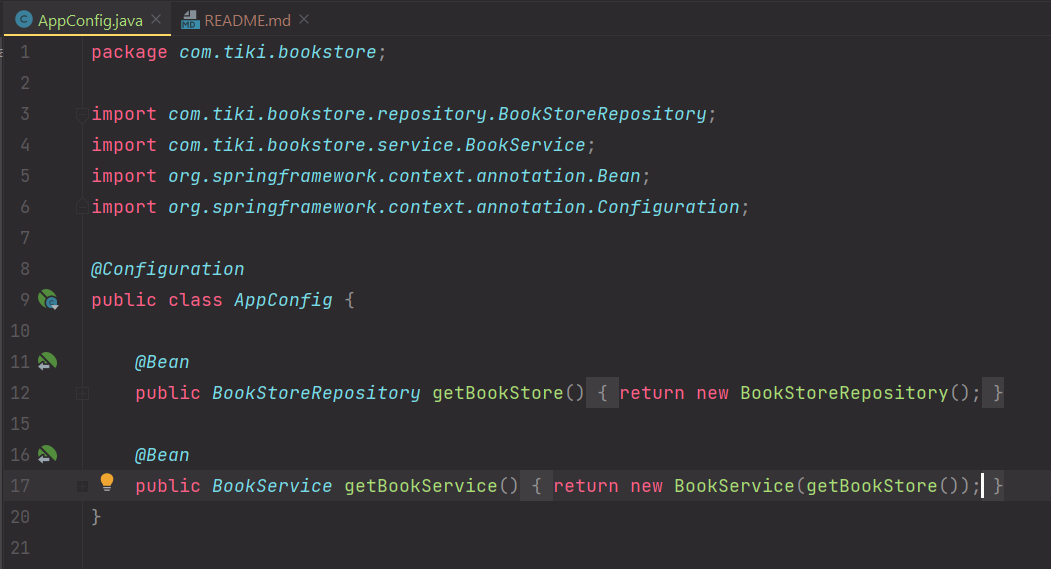 AppConfig.java README.md
1 package com.tiki.bookstore;
2
3 import com.tiki.bookstore.repository.BookStoreRepository;
4 import com.tiki.bookstore.service.BookService;
5 import org.springframework.context.annotation.Bean;
6 import org.springframework.context.annotation.Configuration;
7
8 @Configuration
9 public class AppConfig {
10
11 @Bean
12 public BookStoreRepository getBookStore() { return new BookStoreRepository(); }
15
16 @Bean
17 public BookService getBookService() { return new BookService(getBookStore()); }
20 }
21